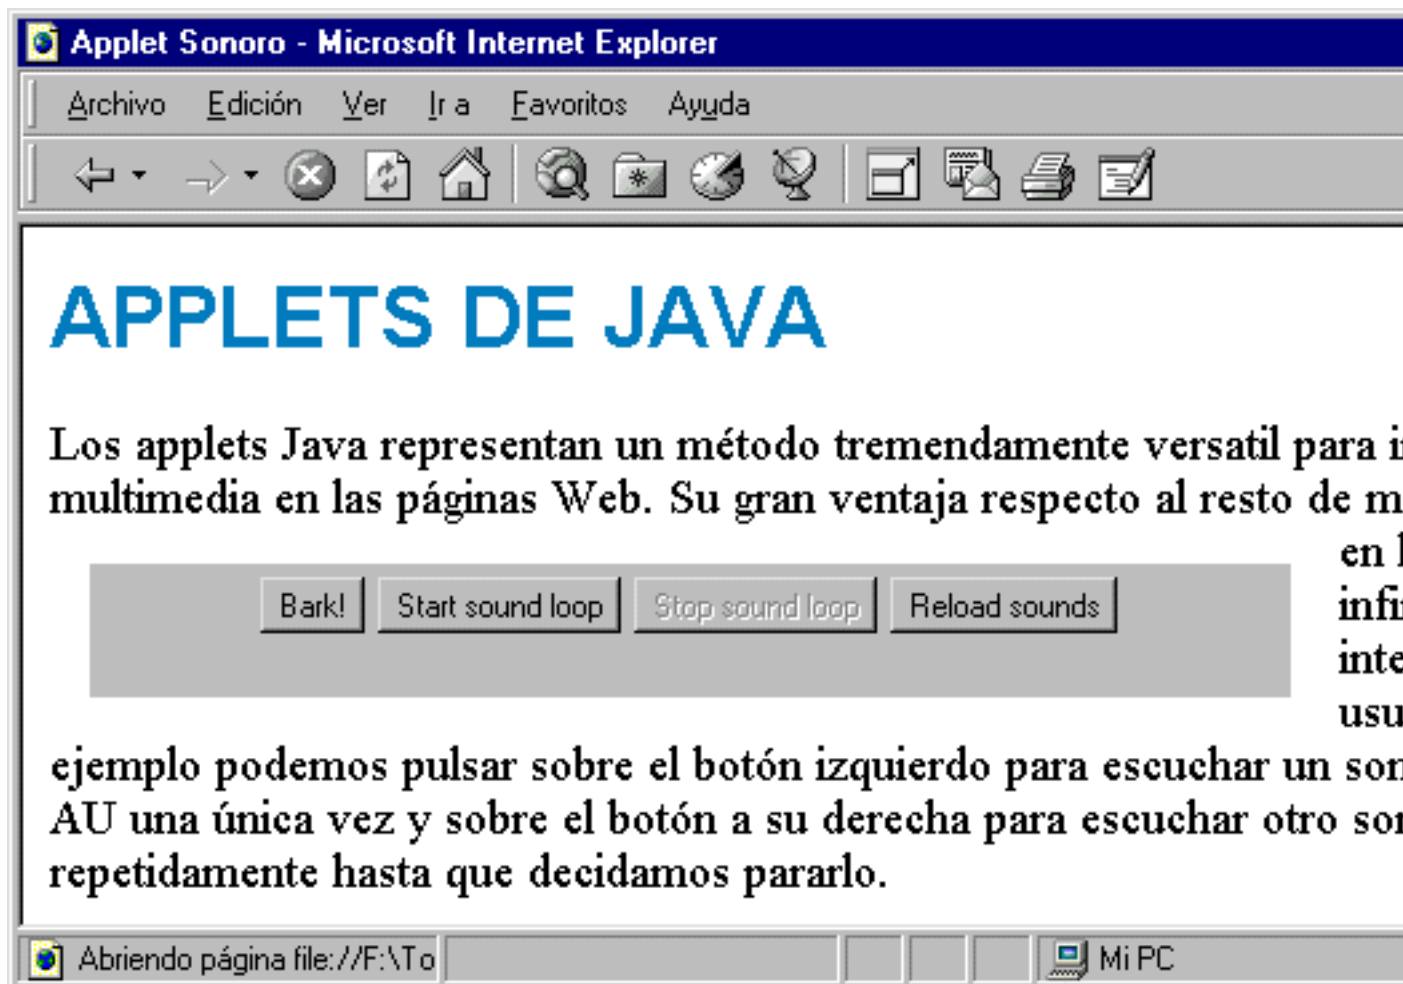 Applet Sonoro - Microsoft Internet Explorer
Archivo Edición Ver Ir a Favoritos Ayuda
APPLETS DE JAVA
Los applets Java representan un método tremendamente versatil para
multimedia en las páginas Web. Su gran ventaja respecto al resto de
en
Bark! Start sound loop Stop sound loop Reload sounds
ejemplo podemos pulsar sobre el botón izquierdo para escuchar un
AU una única vez y sobre el botón a su derecha para escuchar otro
repetidamente hasta que decidamos pararlo.
Abriendo página file://F:\To
Mi PC